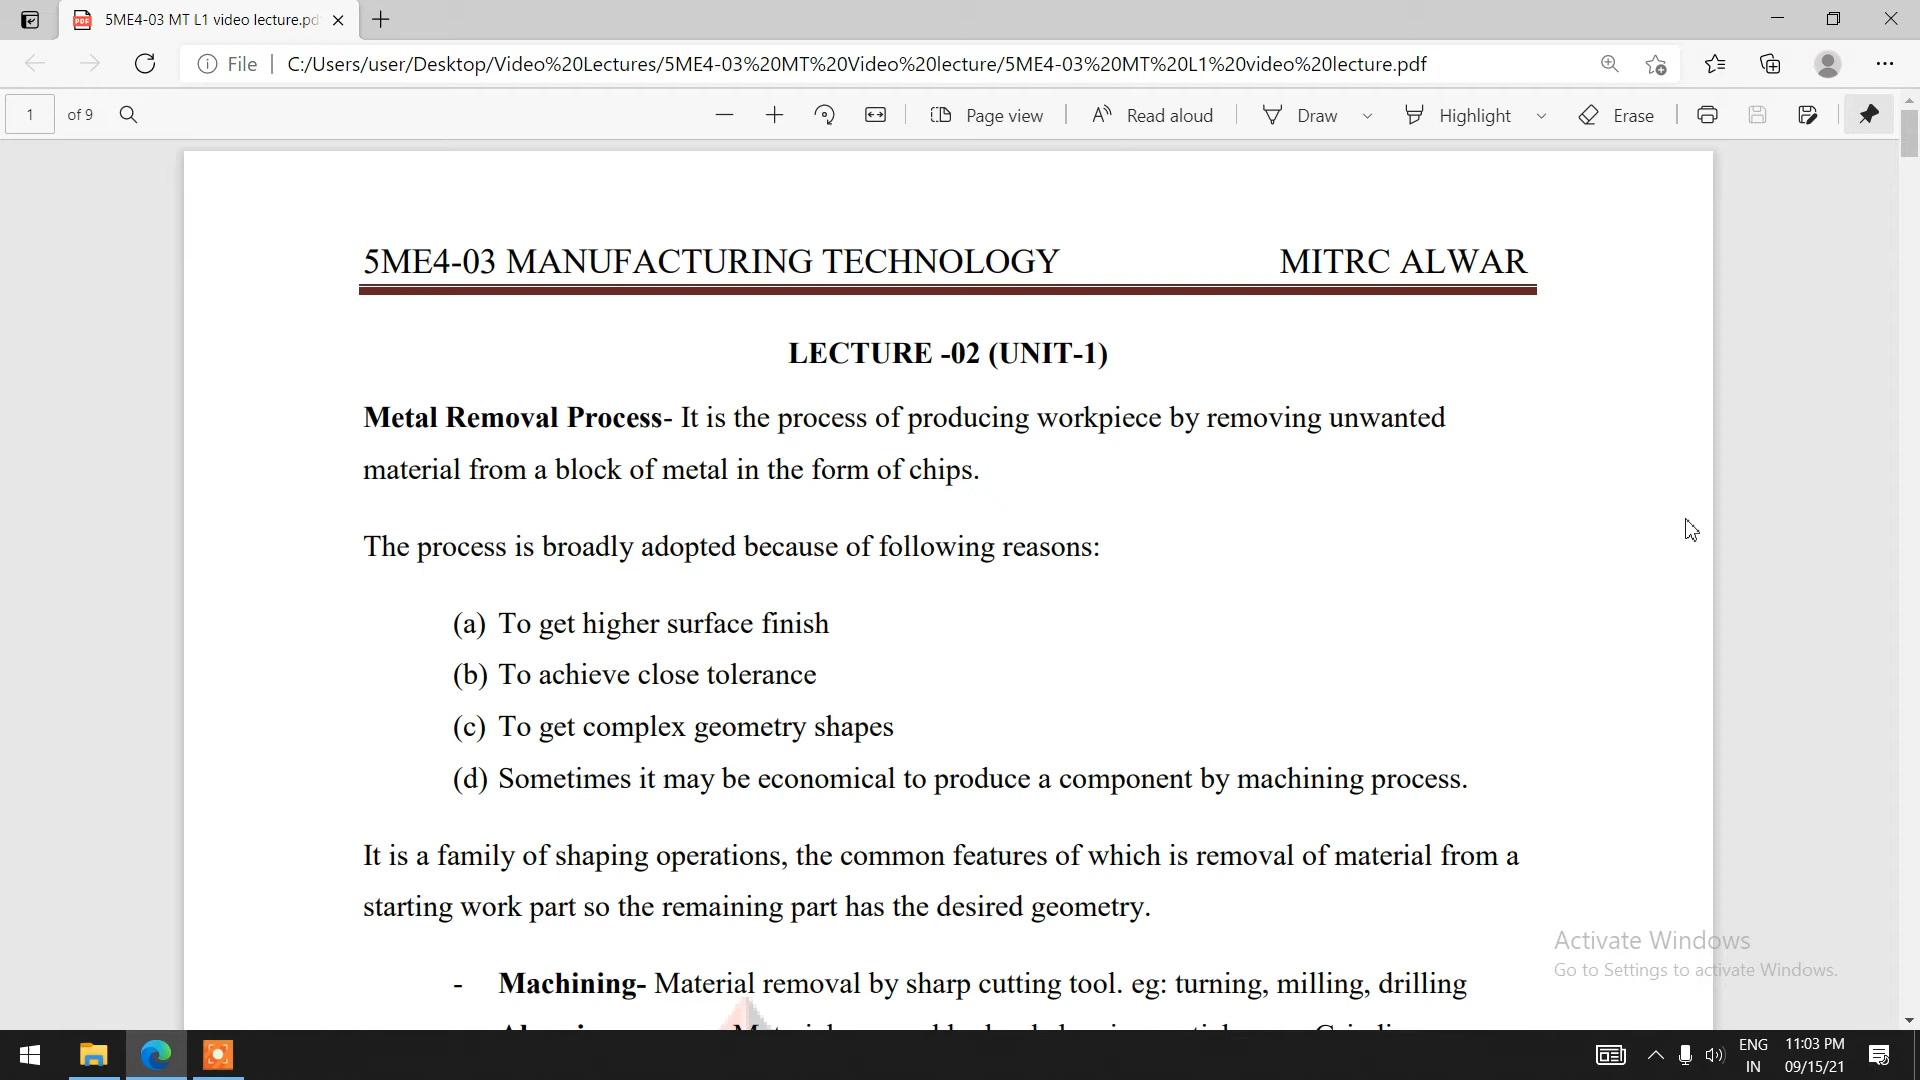 5ME4-03 MT L1 video lecture.pd
File
C:/Users/user/Desktop/Video%20Lectures/5ME4-03%20MT%20Video%20lecture/5ME4-03%20MT%20L1%20video%20lecture.pdf
1 of 9
Page view
Read aloud
Draw
Highlight
Erase
5ME4-03 MANUFACTURING TECHNOLOGY MITRC ALWAR
LECTURE -02 (UNIT-1)
Metal Removal Process- It is the process of producing workpiece by removing unwanted
material from a block of metal in the form of chips.
The process is broadly adopted because of following reasons:
(a) To get higher surface finish
(b) To achieve close tolerance
(c) To get complex geometry shapes
(d) Sometimes it may be economical to produce a component by machining process.
It is a family of shaping operations, the common features of which is removal of material from a
starting work part so the remaining part has the desired geometry.
- Machining- Material removal by sharp cutting tool. eg: turning, milling, drilling
Activate Windows
Go to Settings to activate Windows.
ENG
IN
11:03 PM
09/15/21